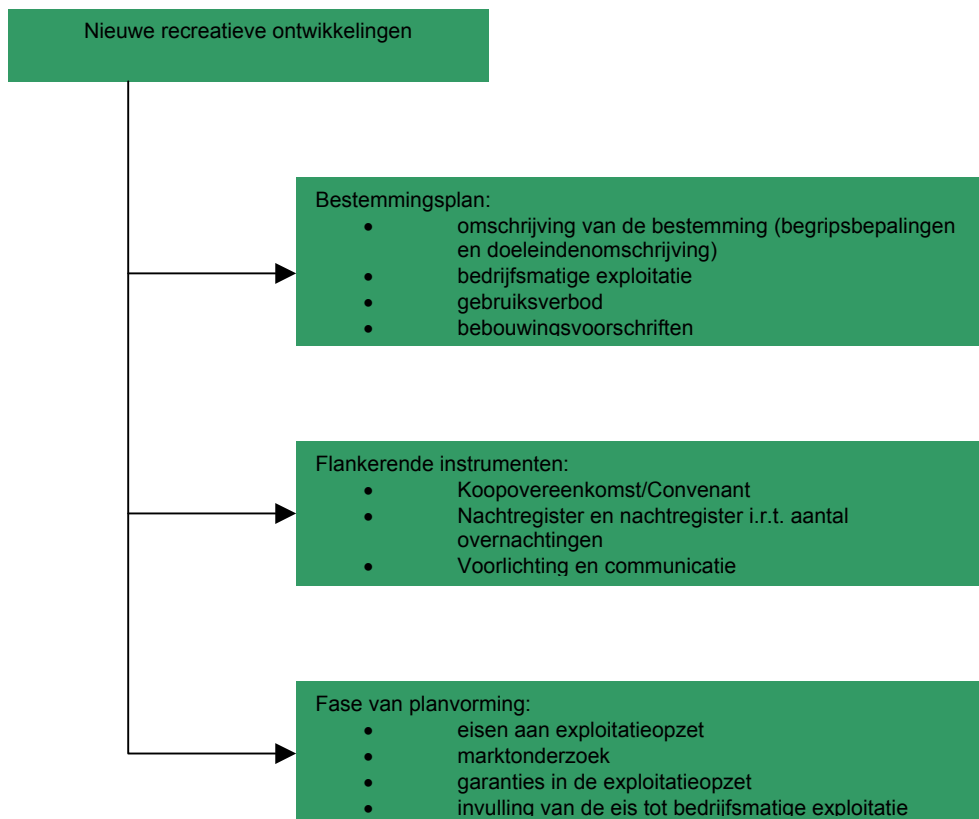 Nieuwe recreatieve ontwikkelingen
Bestemmingsplan:
• omschrijving van de bestemming (begripsbepalingen
en doeleindenomschrijving)
• bedrijfsmatige exploitatie
• gebruiksverbod
• bebouwingsvoorschriften
Flankerende instrumenten:
• Koopovereenkomst/Convenant
• Nachtregister en nachtregister i.r.t. aantal
overnachtingen
• Voorlichting en communicatie
Fase van planvorming:
• eisen aan exploitatieopzet
• marktonderzoek
• garanties in de exploitatieopzet
• invulling van de eis tot bedrijfsmatige exploitatie